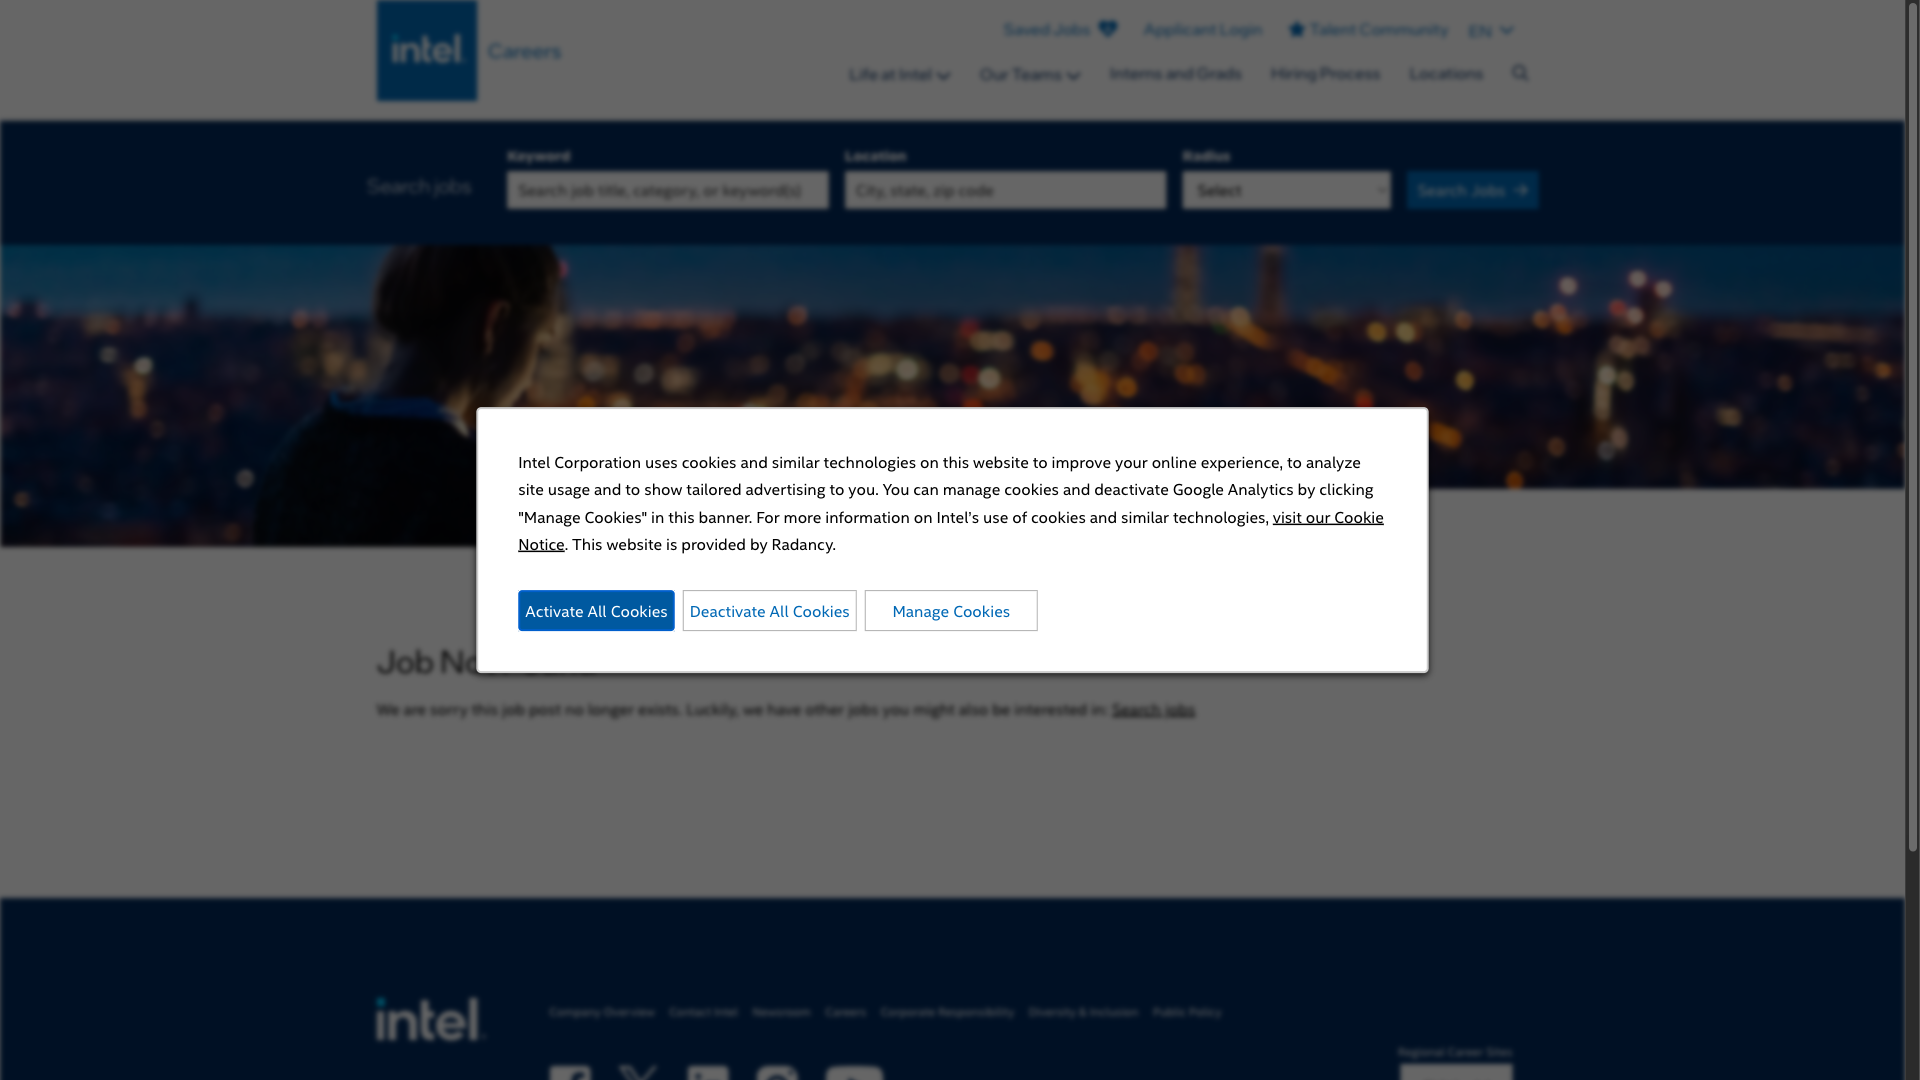 intel.
Careers
Saved Jobs
Applicant Login
Talent Community
EN
Life at Intel
Our Teams
Interns and Grads
Hiring Process
Locations
Search jobs
Keyword
Search job title, category, or keyword(s)
Location
City, state, zip code
Radius
Select
Search Jobs
Intel Corporation uses cookies and similar technologies on this website to improve your online experience, to analyze
site usage and to show tailored advertising to you. You can manage cookies and deactivate Google Analytics by clicking
"Manage Cookies" in this banner. For more information on Intel’s use of cookies and similar technologies, visit our Cookie
Notice. This website is provided by Radancy.
Activate All Cookies
Deactivate All Cookies
Manage Cookies
Job
We are sorry this job post no longer exists. Luckily, we have other jobs you might also be interested in: Search jobs
intel.
Company Overview
Contact Intel
Newsroom
Careers
Corporate Responsibility
Diversity & Inclusion
Public Policy
Regional Career Sites